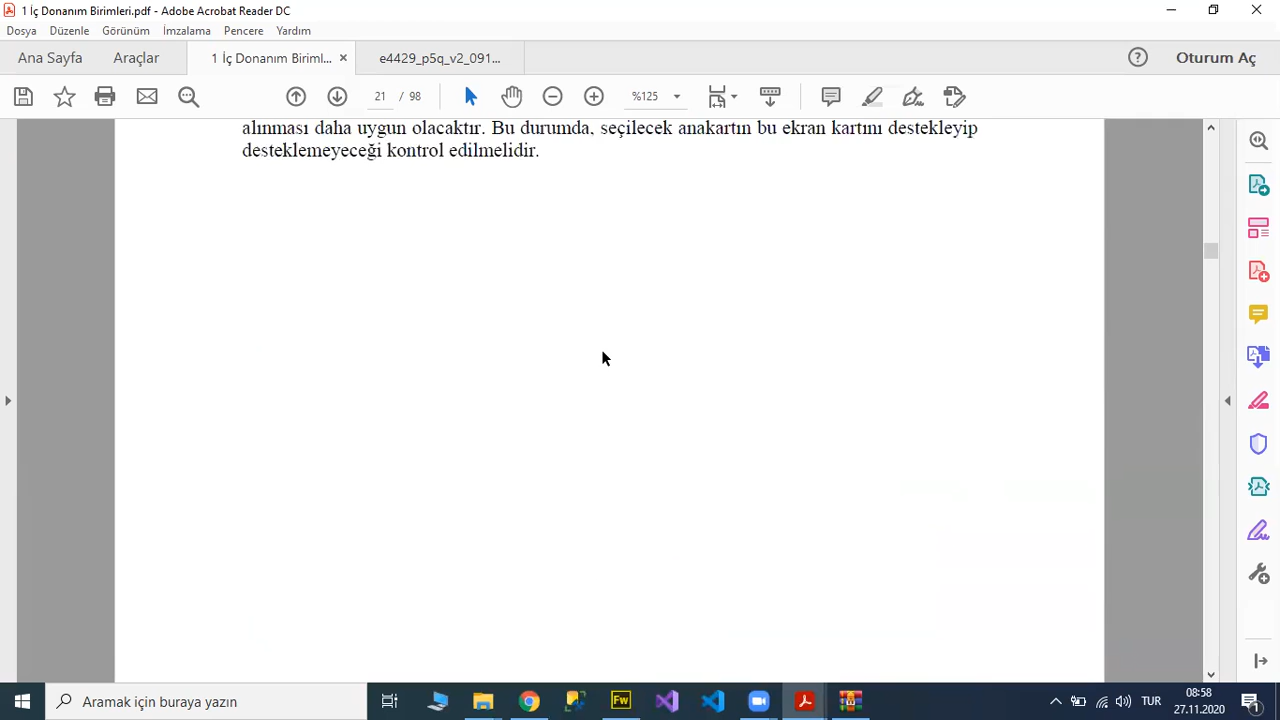 1 İç Donanım Birimleri.pdf - Adobe Acrobat Reader DC
Dosya Düzenle Görünüm İmzalama Pencere Yardım
Ana Sayfa Araçlar 1 İç Donanım Biriml... × e4429_p5q_v2_091... ? Oturum Aç
21 / 98 %125
alınması daha uygun olacaktır. Bu durumda, seçilecek anakartın bu ekran kartını destekleyip
desteklemeyeceği kontrol edilmelidir.
Aramak için buraya yazın Fw TUR 08:58
27.11.2020 1